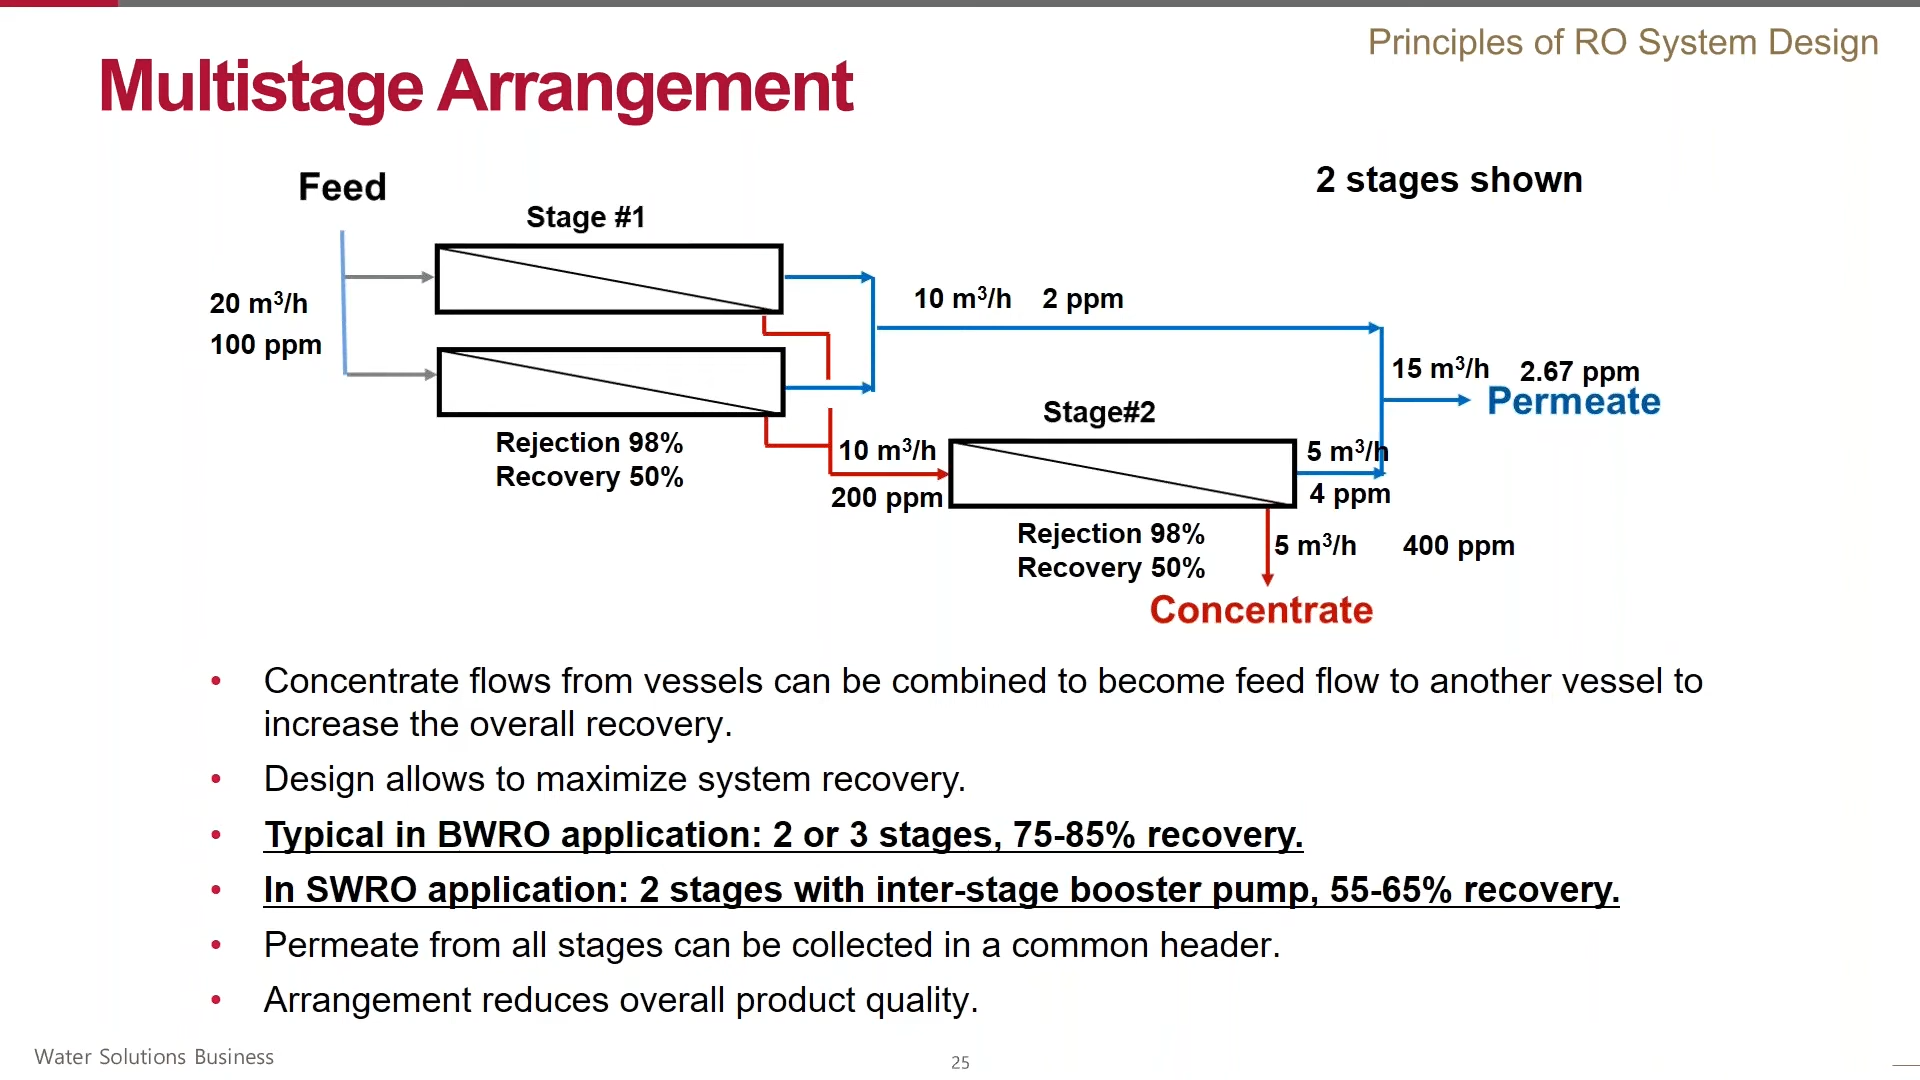 Principles of RO System Design
Multistage Arrangement
Feed
2 stages shown
Stage #1
20 m³/h
100 ppm
10 m³/h 2 ppm
15 m³/h 2.67 ppm
Permeate
Stage#2
Rejection 98%
Recovery 50%
10 m³/h
200 ppm
5 m³/h
4 ppm
Rejection 98%
Recovery 50%
5 m³/h 400 ppm
Concentrate
• Concentrate flows from vessels can be combined to become feed flow to another vessel to
increase the overall recovery.
• Design allows to maximize system recovery.
• Typical in BWRO application: 2 or 3 stages, 75-85% recovery.
• In SWRO application: 2 stages with inter-stage booster pump, 55-65% recovery.
• Permeate from all stages can be collected in a common header.
• Arrangement reduces overall product quality.
Water Solutions Business
25